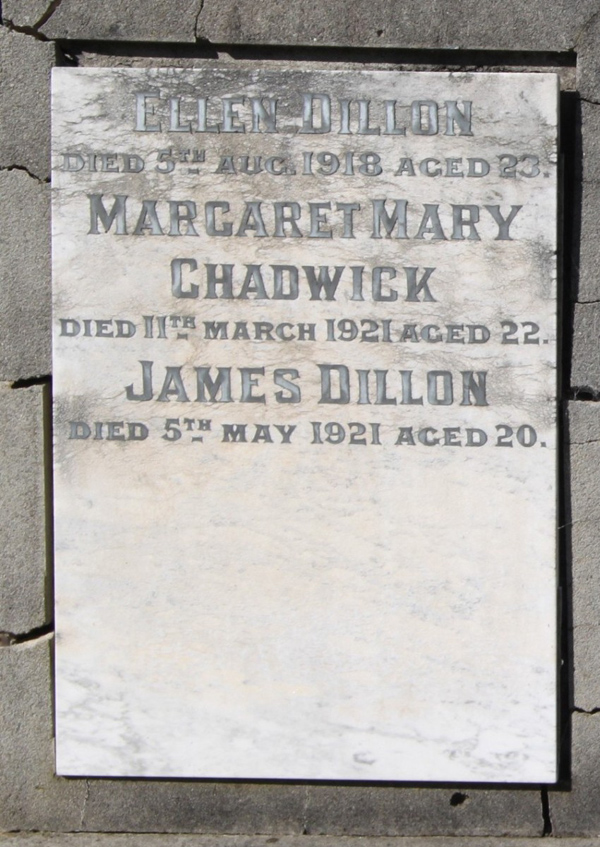 ELLEN DILLON
DIED 5TH AUG. 1918 AGED 23.
MARGARET MARY
CHADWICK
DIED 11TH MARCH 1921 AGED 22.
JAMES DILLON
DIED 5TH MAY 1921 AGED 20.